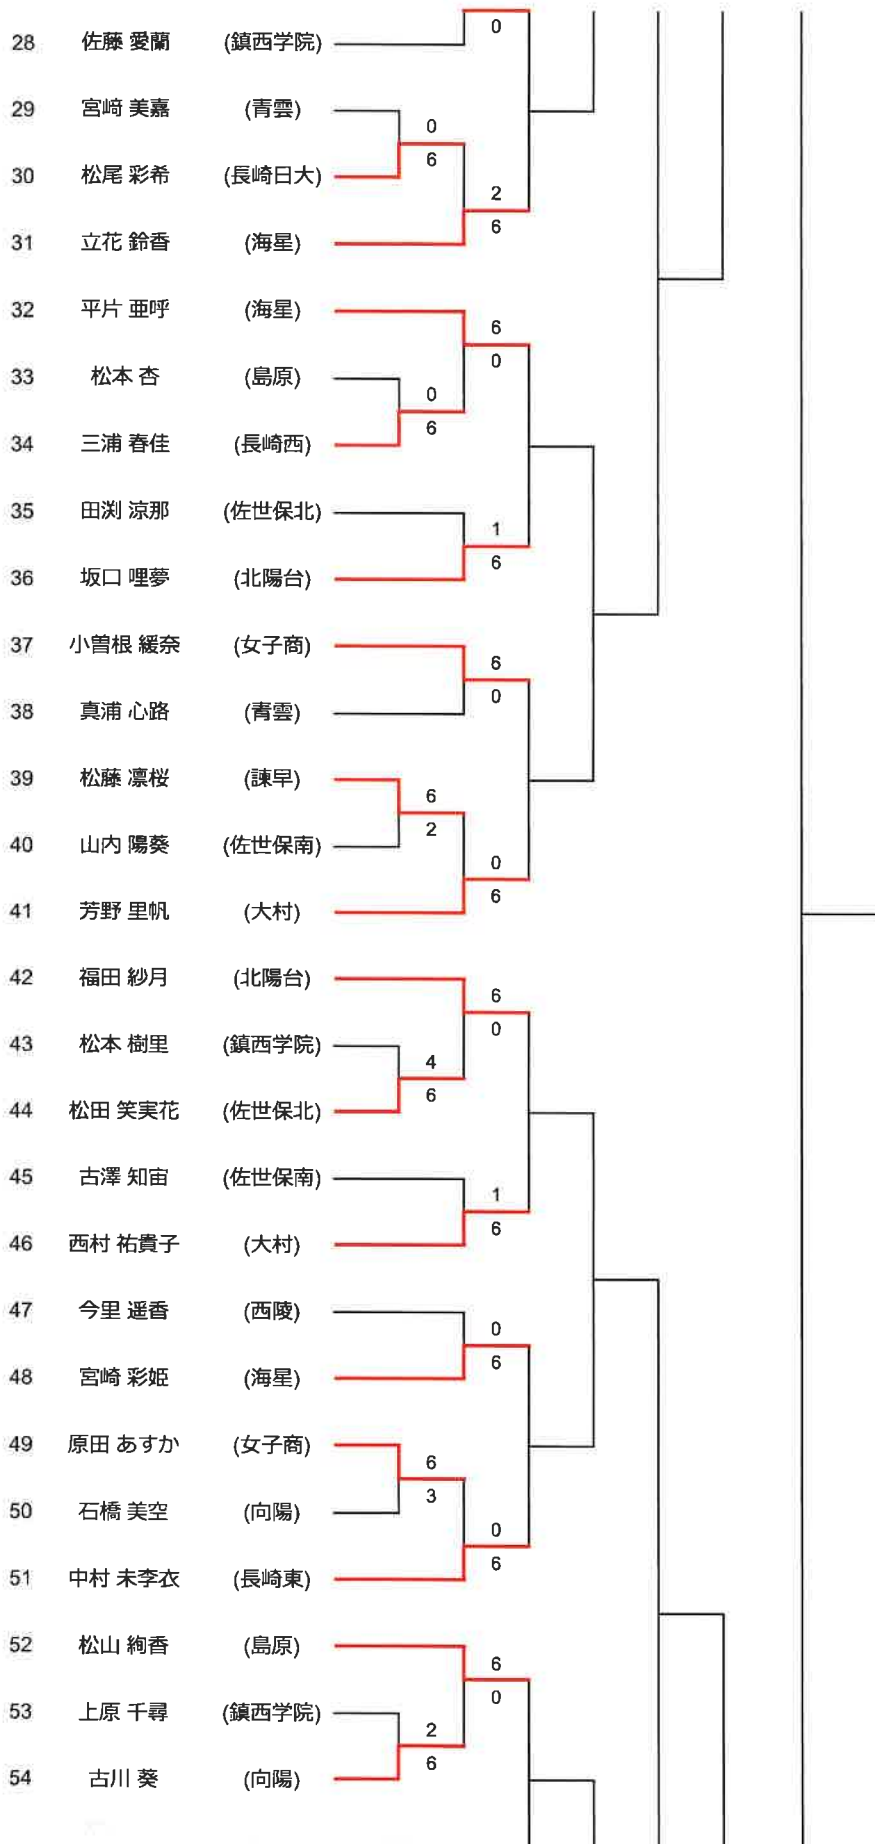 0
28 佐藤 愛蘭 (鎮西学院)
29 宮﨑 美嘉 (青雲)
0
6
30 松尾 彩希 (長崎日大)
2
6
31 立花 鈴香 (海星)
32 平片 亜呼 (海星)
6
0
33 松本 杏 (島原)
0
6
34 三浦 春佳 (長崎西)
35 田渕 涼那 (佐世保北)
1
6
36 坂口 哩夢 (北陽台)
37 小曽根 緩奈 (女子商)
6
0
38 真浦 心路 (青雲)
39 松藤 凛桜 (諫早)
6
2
40 山内 陽葵 (佐世保南)
0
6
41 芳野 里帆 (大村)
42 福田 紗月 (北陽台)
6
0
43 松本 樹里 (鎮西学院)
4
6
44 松田 笑実花 (佐世保北)
45 古澤 知宙 (佐世保南)
1
6
46 西村 祐貴子 (大村)
47 今里 遥香 (西陵)
0
6
48 宮崎 彩姫 (海星)
49 原田 あすか (女子商)
6
3
50 石橋 美空 (向陽)
0
6
51 中村 未李衣 (長崎東)
52 松山 絢香 (島原)
6
0
53 上原 千尋 (鎮西学院)
2
6
54 古川 葵 (向陽)